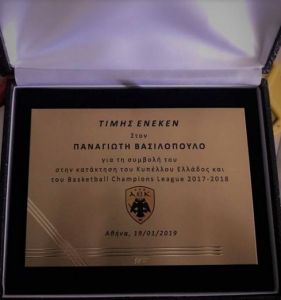 ΤΙΜΗΣ ΕΝΕΚΕΝ
Στον
ΠΑΝΑΓΙΩΤΗ ΒΑΣΙΛΟΠΟΥΛΟ
για τη συμβολή του
στην κατάκτηση του Κυπέλλου Ελλάδος και
του Basketball Champions League 2017-2018
ΑΕΚ
Αθήνα, 19/01/2019